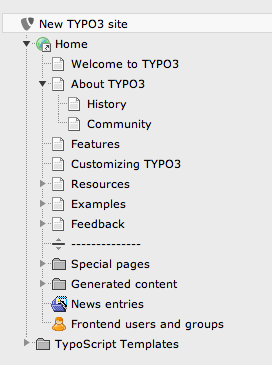 New TYPO3 site
Home
Welcome to TYPO3
About TYPO3
History
Community
Features
Customizing TYPO3
Resources
Examples
Feedback
--------------
Special pages
Generated content
News entries
Frontend users and groups
TypoScript Templates